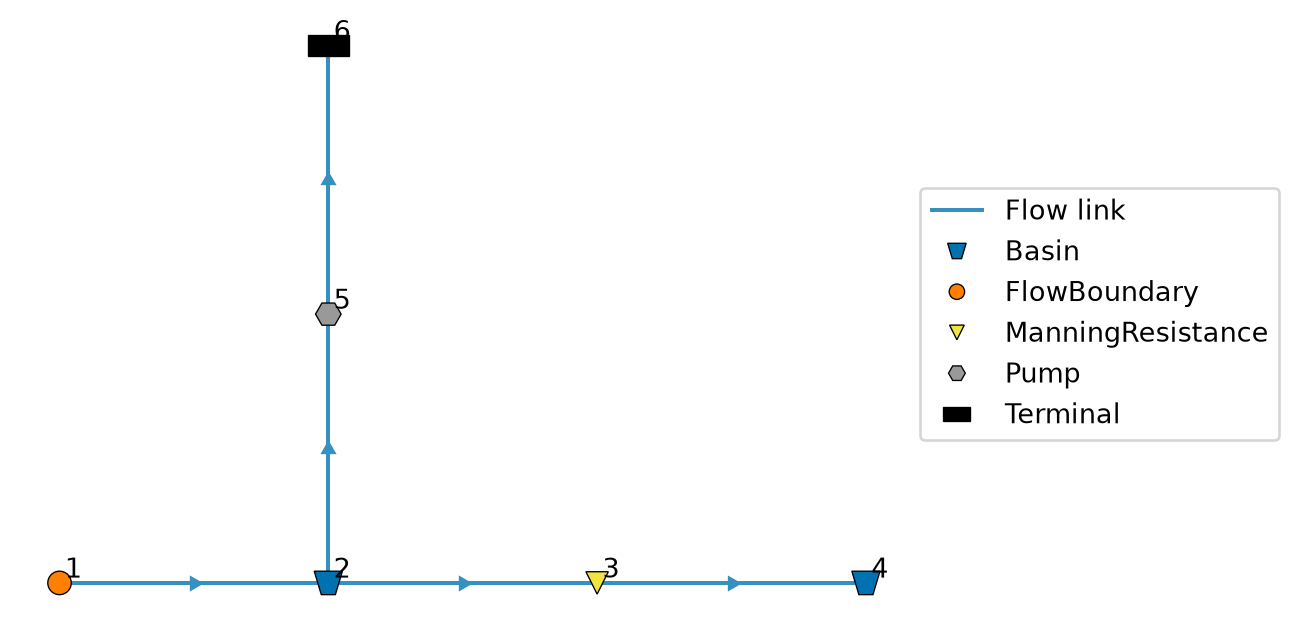 6
5
1
2
3
4
Flow link
Basin
FlowBoundary
ManningResistance
Pump
Terminal